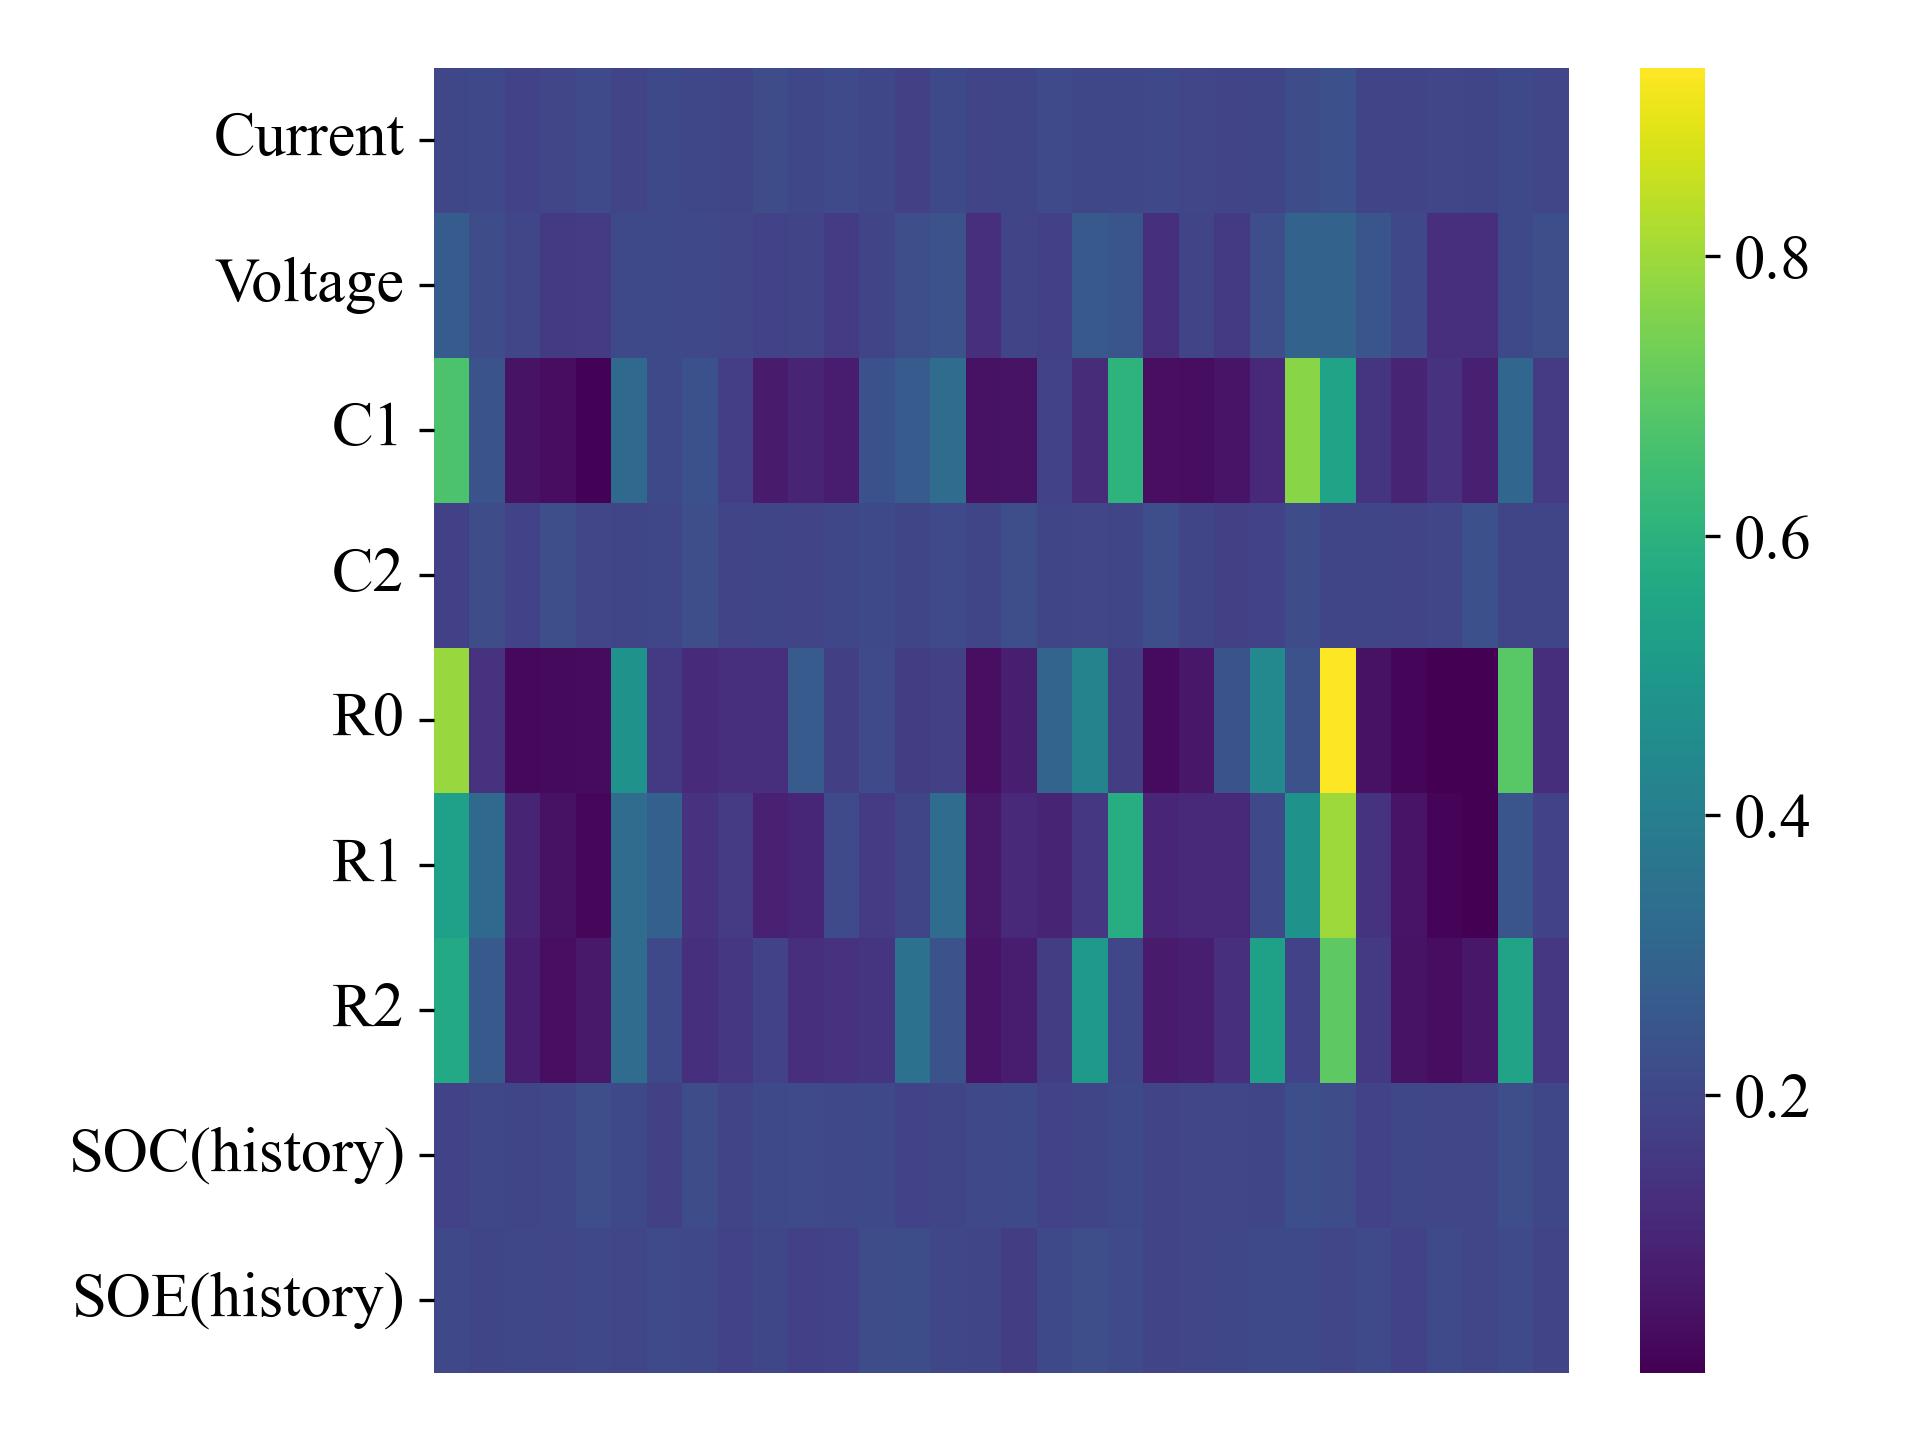 Current
Voltage
C1
C2
R0
R1
R2
SOC(history)
SOE(history)
0.8
0.6
0.4
0.2